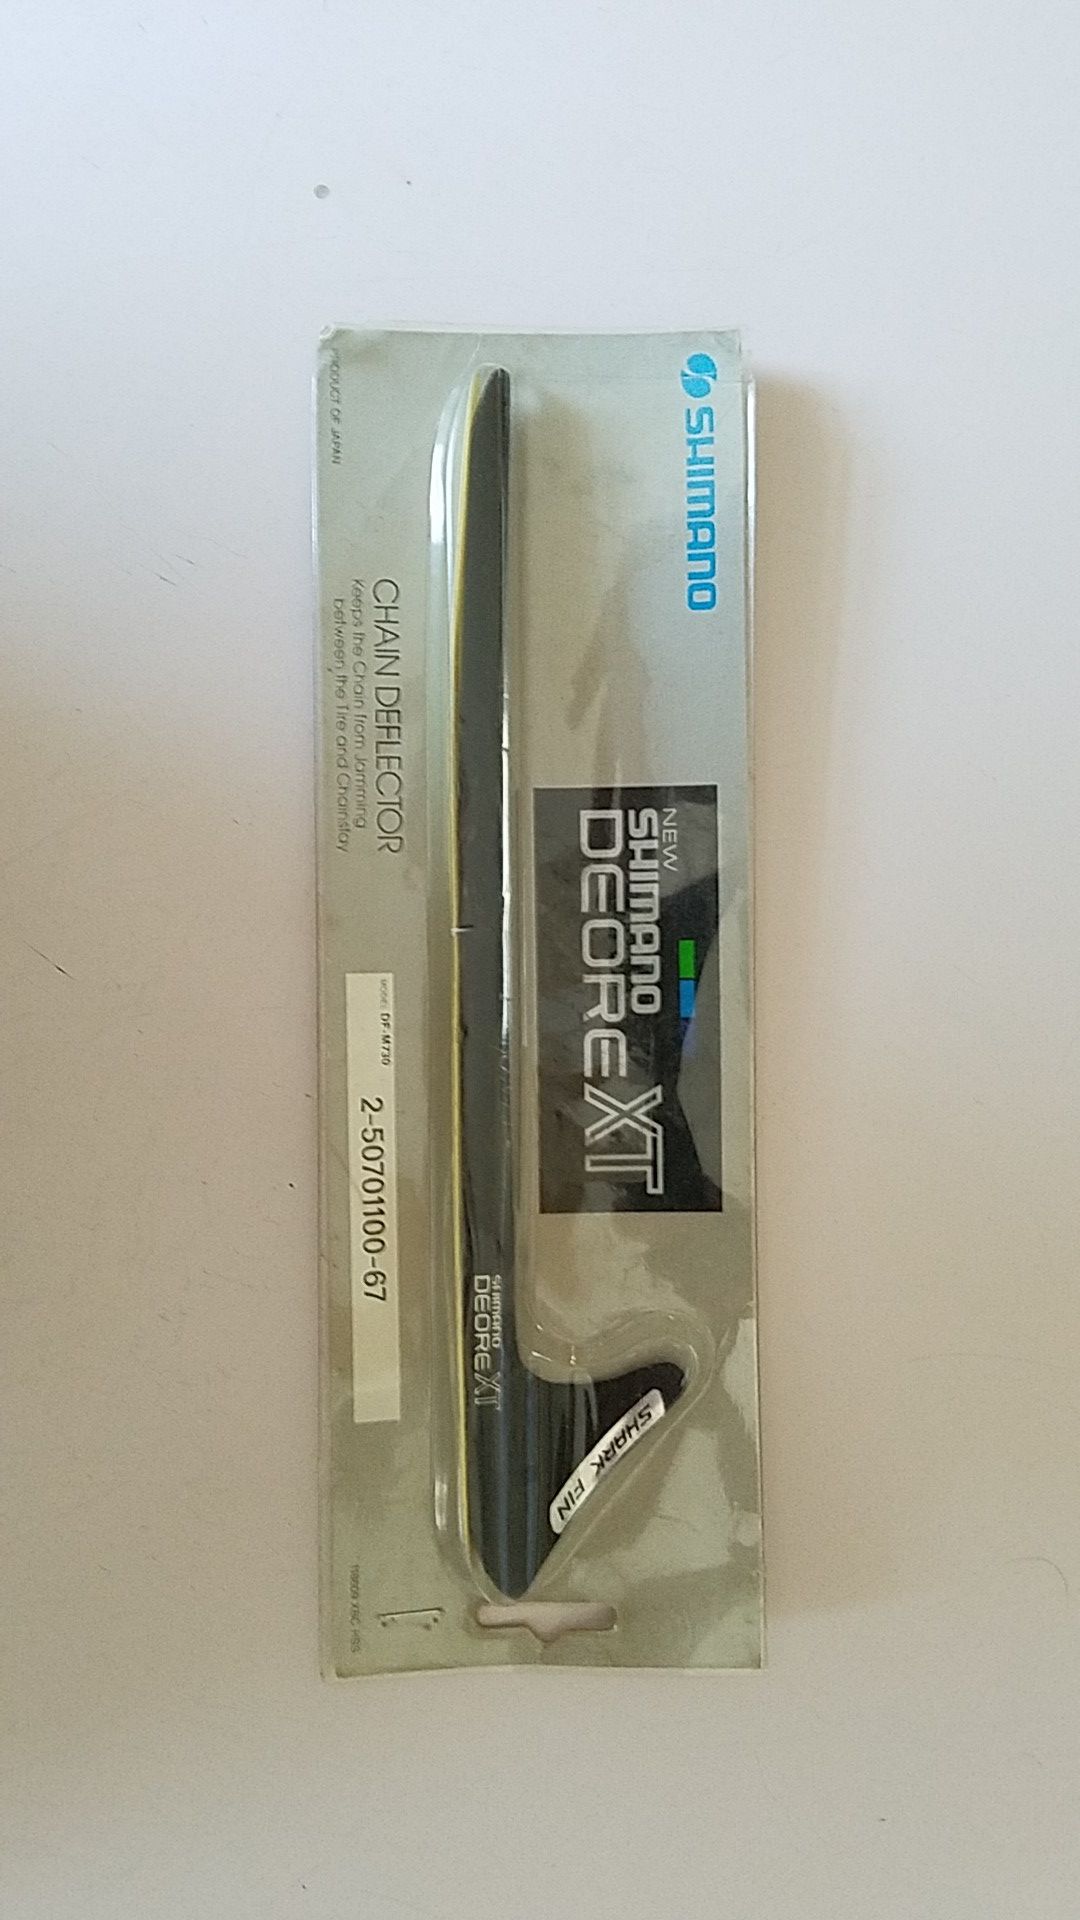 SHIMANO
NEW
SHIMANO
DEORE XT
SHIMANO
DEORE XT
SHARK FIN
CHAIN DEFLECTOR
Keeps the Chain from Jamming
between the Tire and Chainstay
PRODUCT OF JAPAN
MODEL DF-M730
2-50701100-67